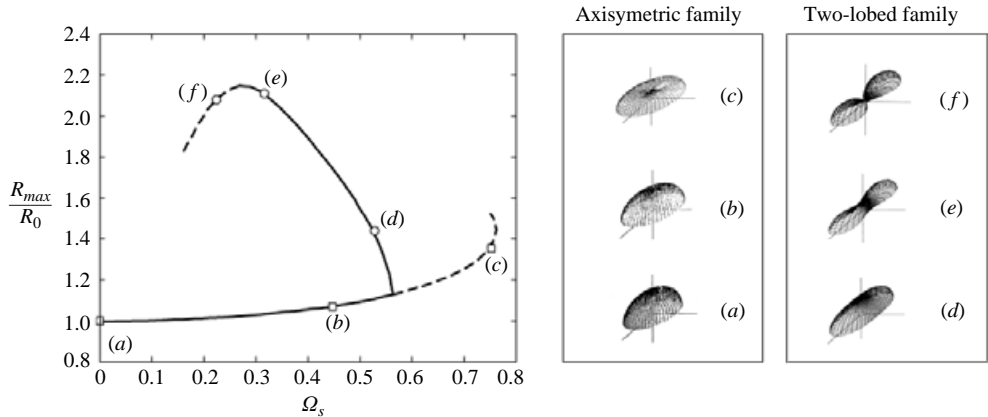 Axisymmetric family
Two-lobed family
2.4
2.2
2.0
1.8
1.6
1.4
1.2
1.0
0.8
R_max
R_0
(f)
(e)
(d)
(c)
(b)
(a)
0
0.1
0.2
0.3
0.4
0.5
0.6
0.7
0.8
Ω_s
(c)
(b)
(a)
(f)
(e)
(d)